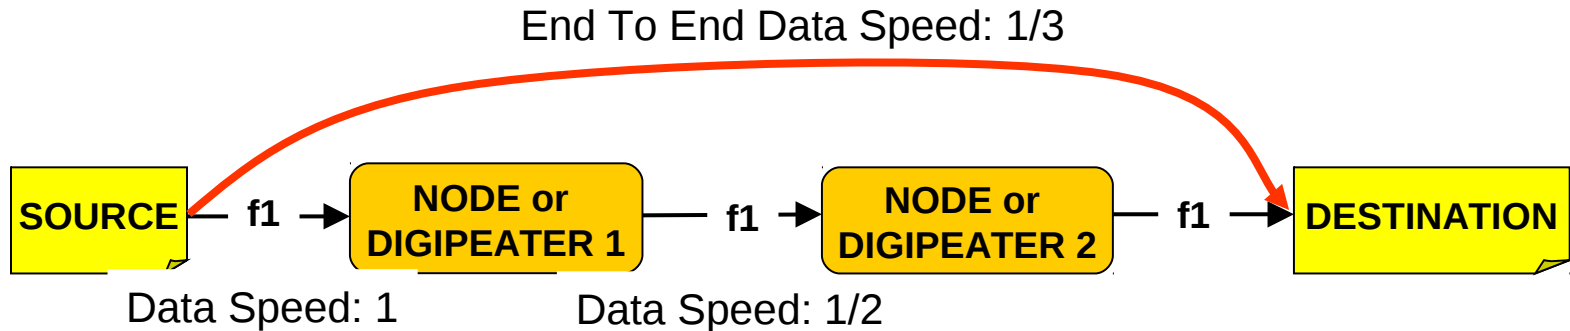 End To End Data Speed: 1/3
SOURCE
f1
NODE or
DIGIPEATER 1
f1
NODE or
DIGIPEATER 2
f1
DESTINATION
Data Speed: 1
Data Speed: 1/2